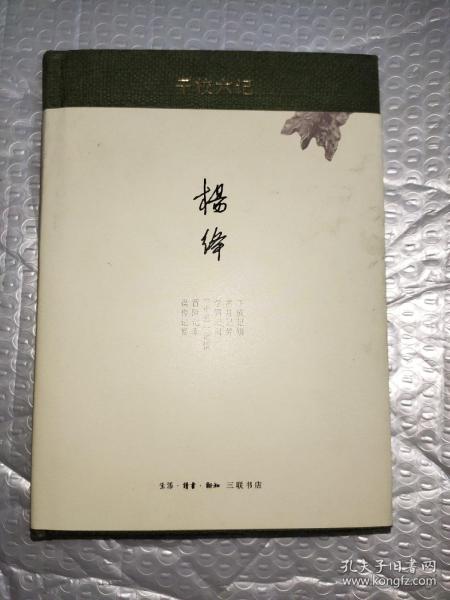 干校六记
杨绛
下放记别
凿井记劳
学圃记闲
“小趋”记情
冒险记幸
误传记妄
生活·读书·新知 三联书店
孔夫子旧书网
www.kongfz.com